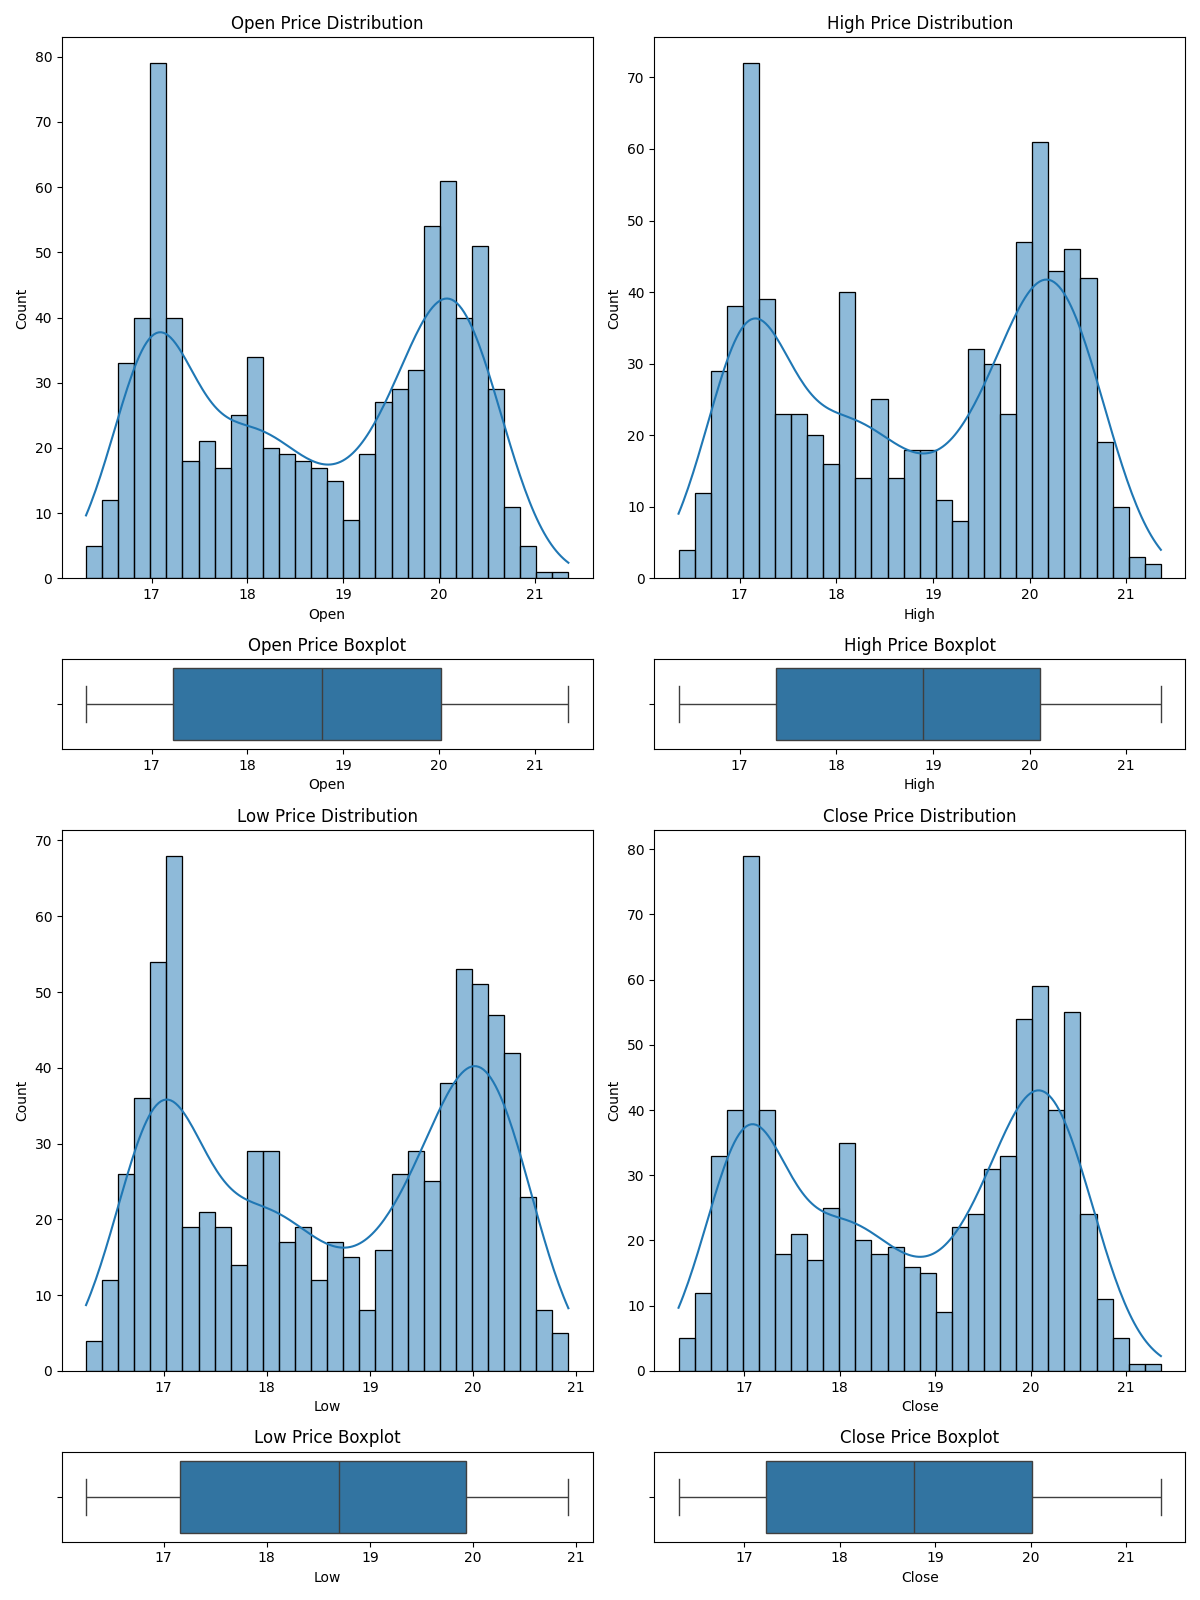 Open Price Distribution
80
70
60
50
40
30
20
10
0
Count
17 18 19 20 21
Open
High Price Distribution
70
60
50
40
30
20
10
0
Count
17 18 19 20 21
High
Open Price Boxplot
17 18 19 20 21
Open
High Price Boxplot
17 18 19 20 21
High
Low Price Distribution
70
60
50
40
30
20
10
0
Count
17 18 19 20 21
Low
Close Price Distribution
80
70
60
50
40
30
20
10
0
Count
17 18 19 20 21
Close
Low Price Boxplot
17 18 19 20 21
Low
Close Price Boxplot
17 18 19 20 21
Close